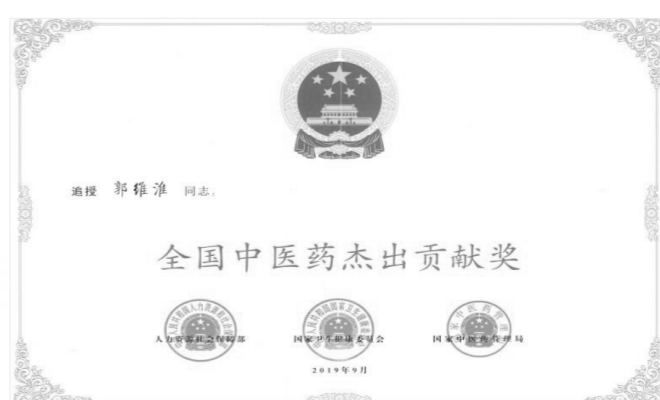 追授 郭维淮 同志:
全国中医药杰出贡献奖
人力资源社会保障部 国家卫生健康委员会 国家中医药管理局
2019年9月